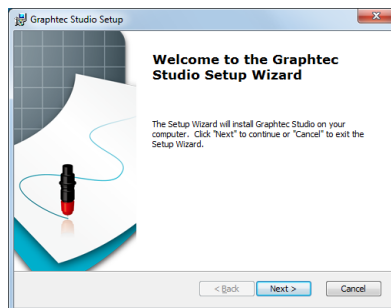 Graphtec Studio Setup
Welcome to the Graphtec
Studio Setup Wizard
The Setup Wizard will install Graphtec Studio on your
computer. Click "Next" to continue or "Cancel" to exit the
Setup Wizard.
< Back Next > Cancel